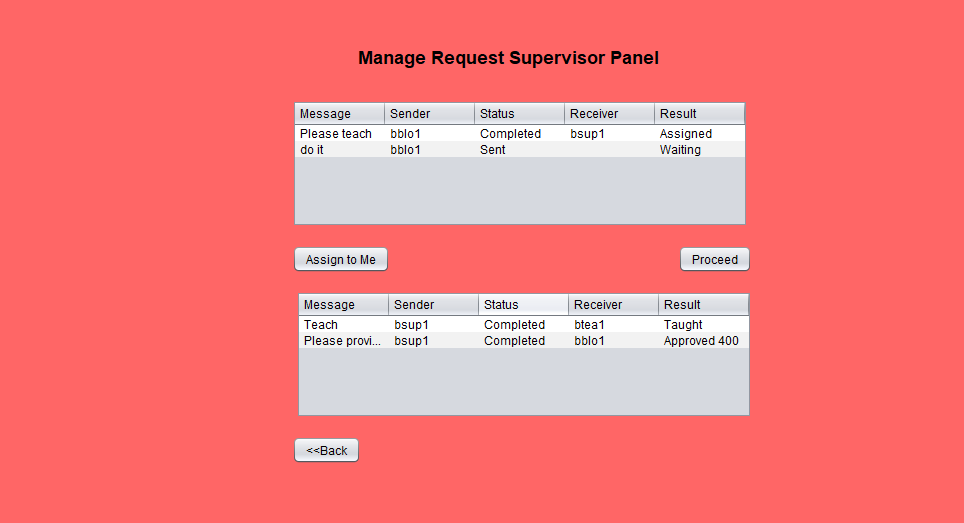 Manage Request Supervisor Panel
Message Sender Status Receiver Result
Please teach bblo1 Completed bsup1 Assigned
do it bblo1 Sent Waiting
Assign to Me Proceed
Message Sender Status Receiver Result
Teach bsup1 Completed btea1 Taught
Please provi... bsup1 Completed bblo1 Approved 400
<<Back